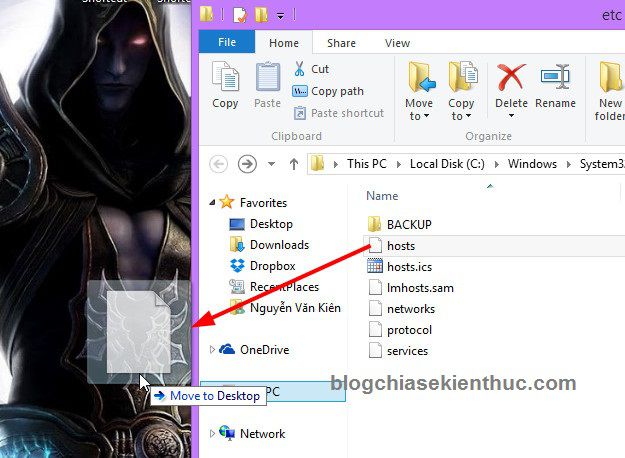 Shortcut
Shortc
etc
File
Home
Share
View
Copy
Paste
Cut
Copy path
Paste shortcut
Move to
Copy to
Delete
Rename
New folder
Clipboard
Organize
This PC
Local Disk (C:)
Windows
System3
Favorites
Desktop
Downloads
Dropbox
RecentPlaces
Nguyễn Văn Kiên
OneDrive
PC
Network
Name
BACKUP
hosts
hosts.ics
lmhosts.sam
networks
protocol
services
Move to Desktop
blogchiasekienthuc.com